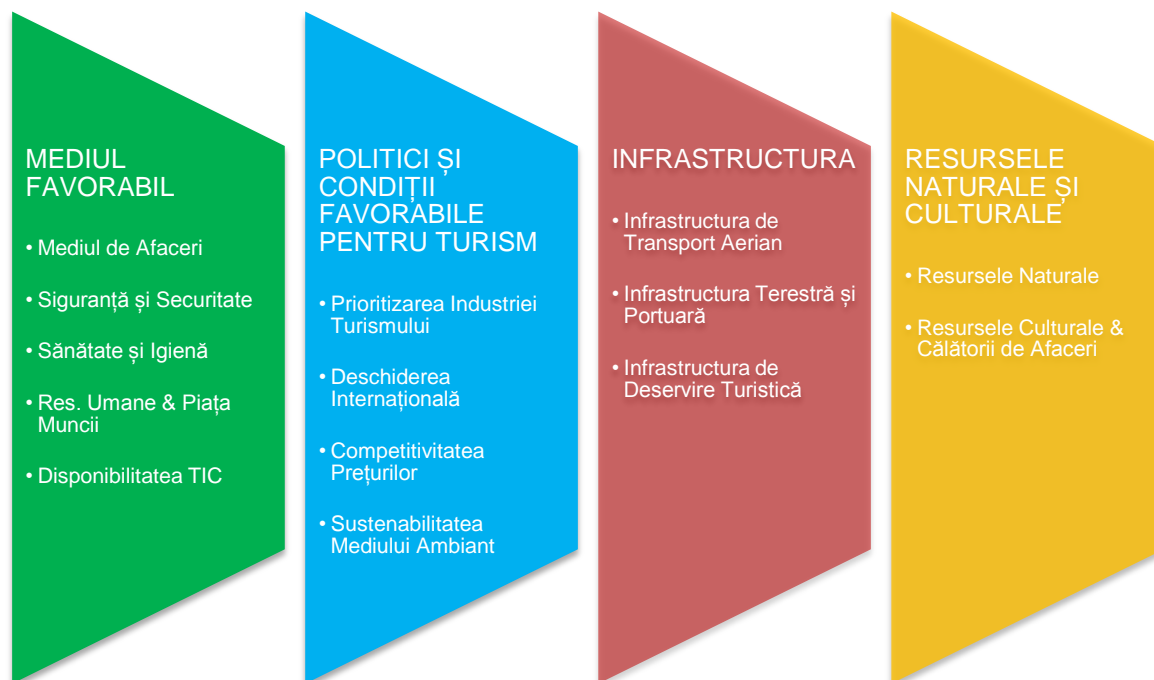 MEDIUL
FAVORABIL
• Mediul de Afaceri
• Siguranță și Securitate
• Sănătate și Igienă
• Res. Umane & Piața
Muncii
• Disponibilitatea TIC
POLITICI ȘI
CONDIȚII
FAVORABILE
PENTRU TURISM
• Prioritizarea Industriei
Turismului
• Deschiderea
Internațională
• Competitivitatea
Prețurilor
• Sustenabilitatea
Mediului Ambiant
INFRASTRUCTURA
• Infrastructura de
Transport Aerian
• Infrastructura Terestră și
Portuară
• Infrastructura de
Deservire Turistică
RESURSELE
NATURALE ȘI
CULTURALE
• Resursele Naturale
• Resursele Culturale &
Călătorii de Afaceri